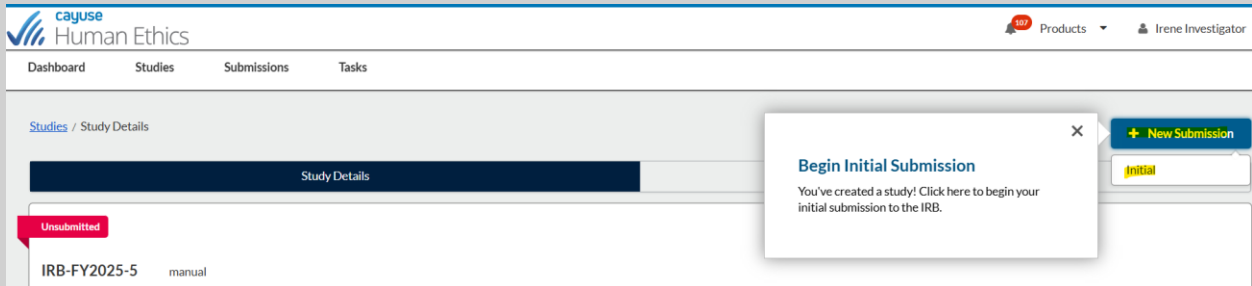 cayuse
Human Ethics
107
Products
Irene Investigator
Dashboard Studies Submissions Tasks
Studies / Study Details
+ New Submission
Initial
Study Details
Begin Initial Submission
You've created a study! Click here to begin your
initial submission to the IRB.
Unsubmitted
IRB-FY2025-5 manual